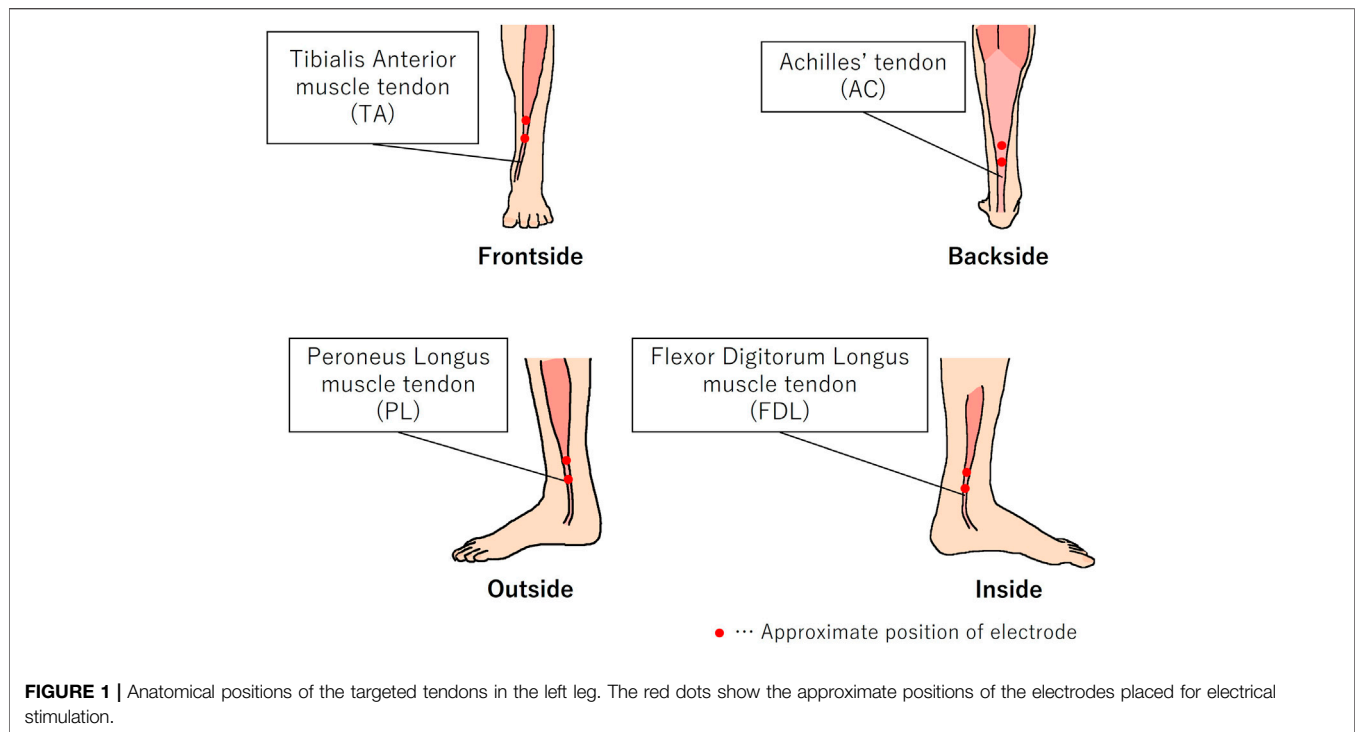 Tibialis Anterior
muscle tendon
(TA)
Achilles’ tendon
(AC)
Frontside
Backside
Peroneus Longus
muscle tendon
(PL)
Flexor Digitorum Longus
muscle tendon
(FDL)
Outside
Inside
… Approximate position of electrode
FIGURE 1 | Anatomical positions of the targeted tendons in the left leg. The red dots show the approximate positions of the electrodes placed for electrical
stimulation.